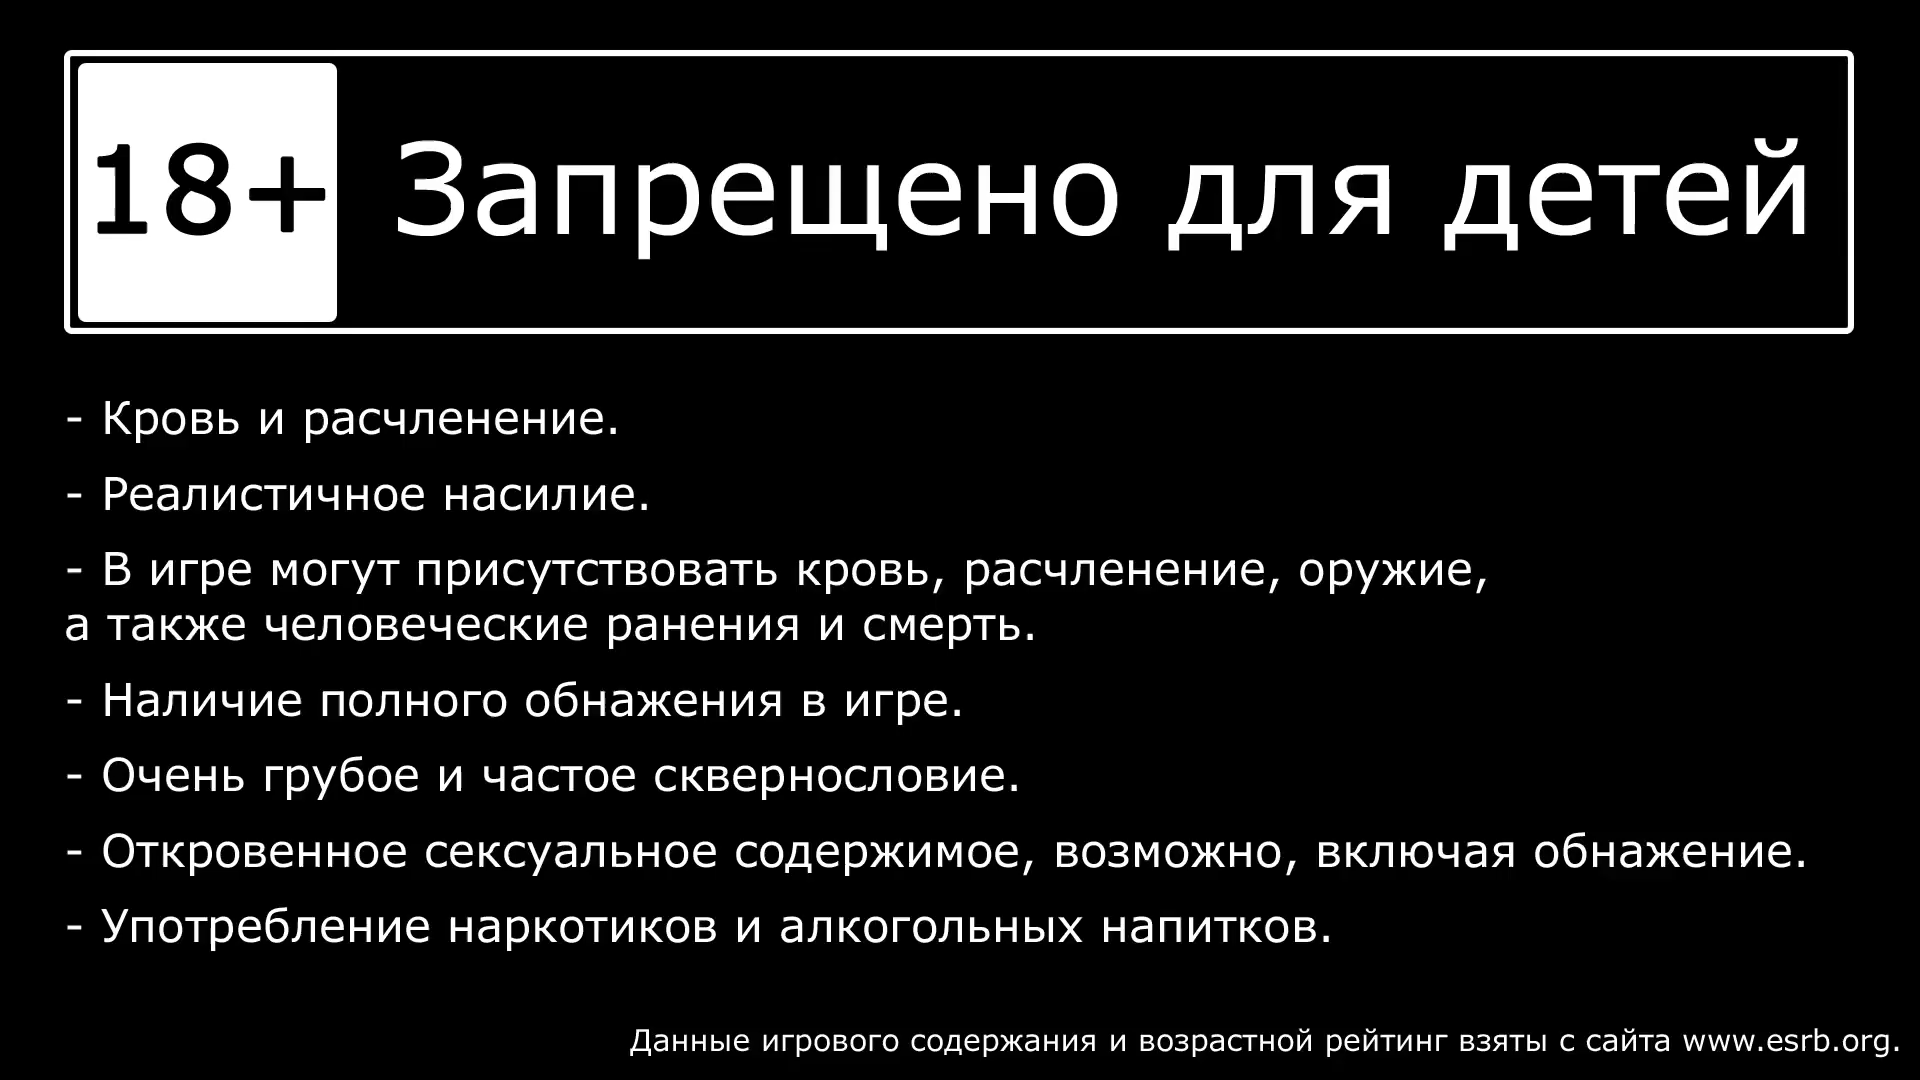 18+ Запрещено для детей
- Кровь и расчленение.
- Реалистичное насилие.
- В игре могут присутствовать кровь, расчленение, оружие,
а также человеческие ранения и смерть.
- Наличие полного обнажения в игре.
- Очень грубое и частое сквернословие.
- Откровенное сексуальное содержимое, возможно, включая обнажение.
- Употребление наркотиков и алкогольных напитков.
Данные игрового содержания и возрастной рейтинг взяты с сайта www.esrb.org.